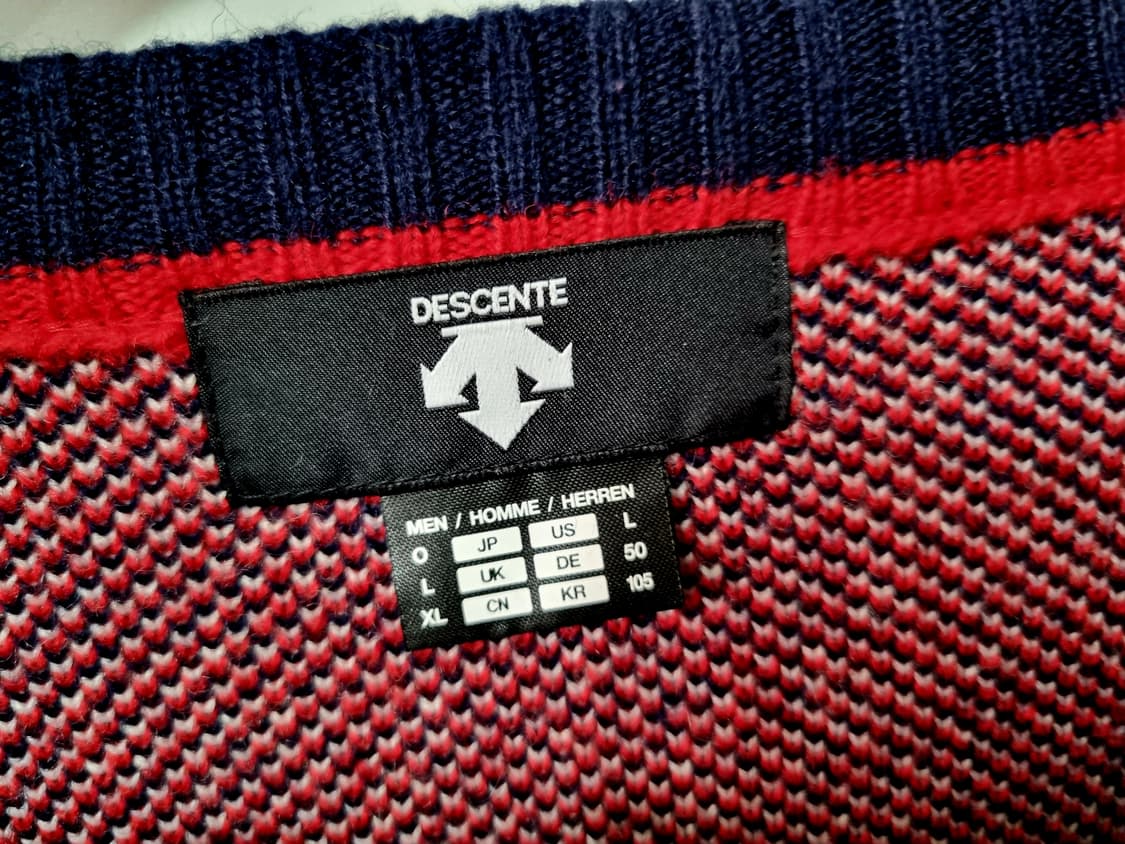 DESCENTE
MEN / HOMME / HERREN
O JP US L
L UK DE 50
XL CN KR 105